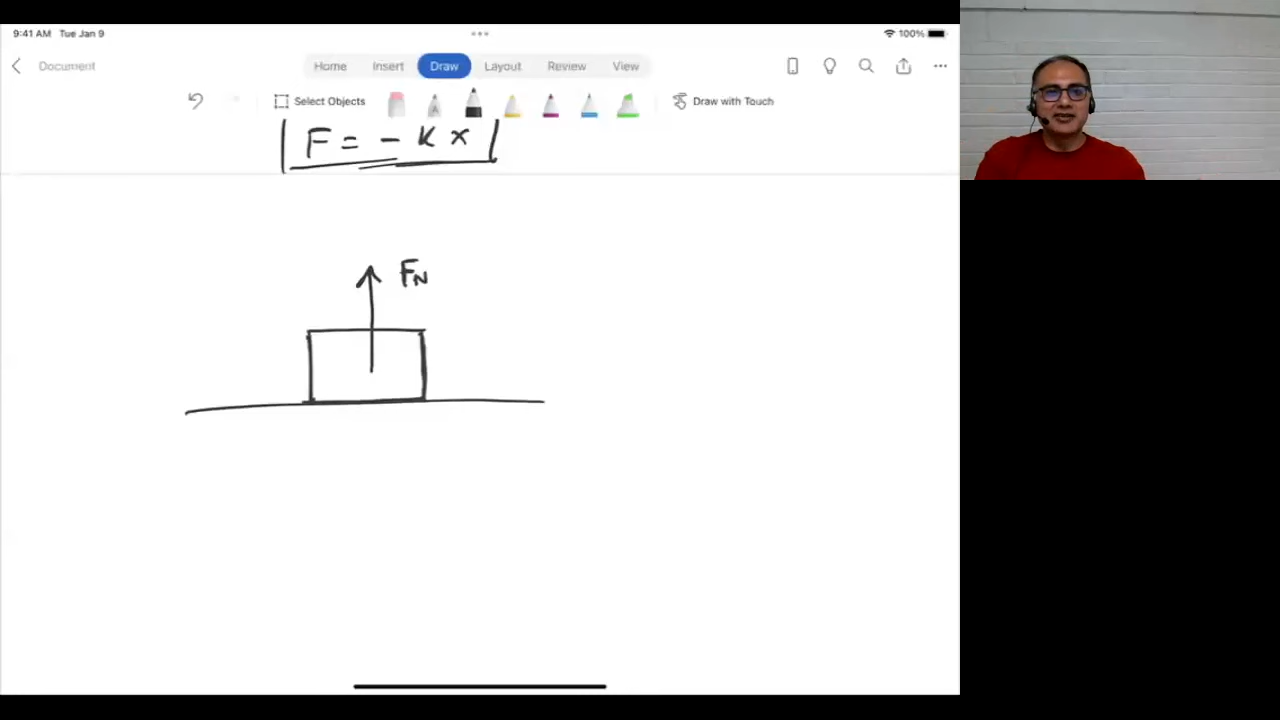 9:41 AM Tue Jan 9
100%
Document
Home Insert Draw Layout Review View
Select Objects
A
Draw with Touch
F = - K x
FN